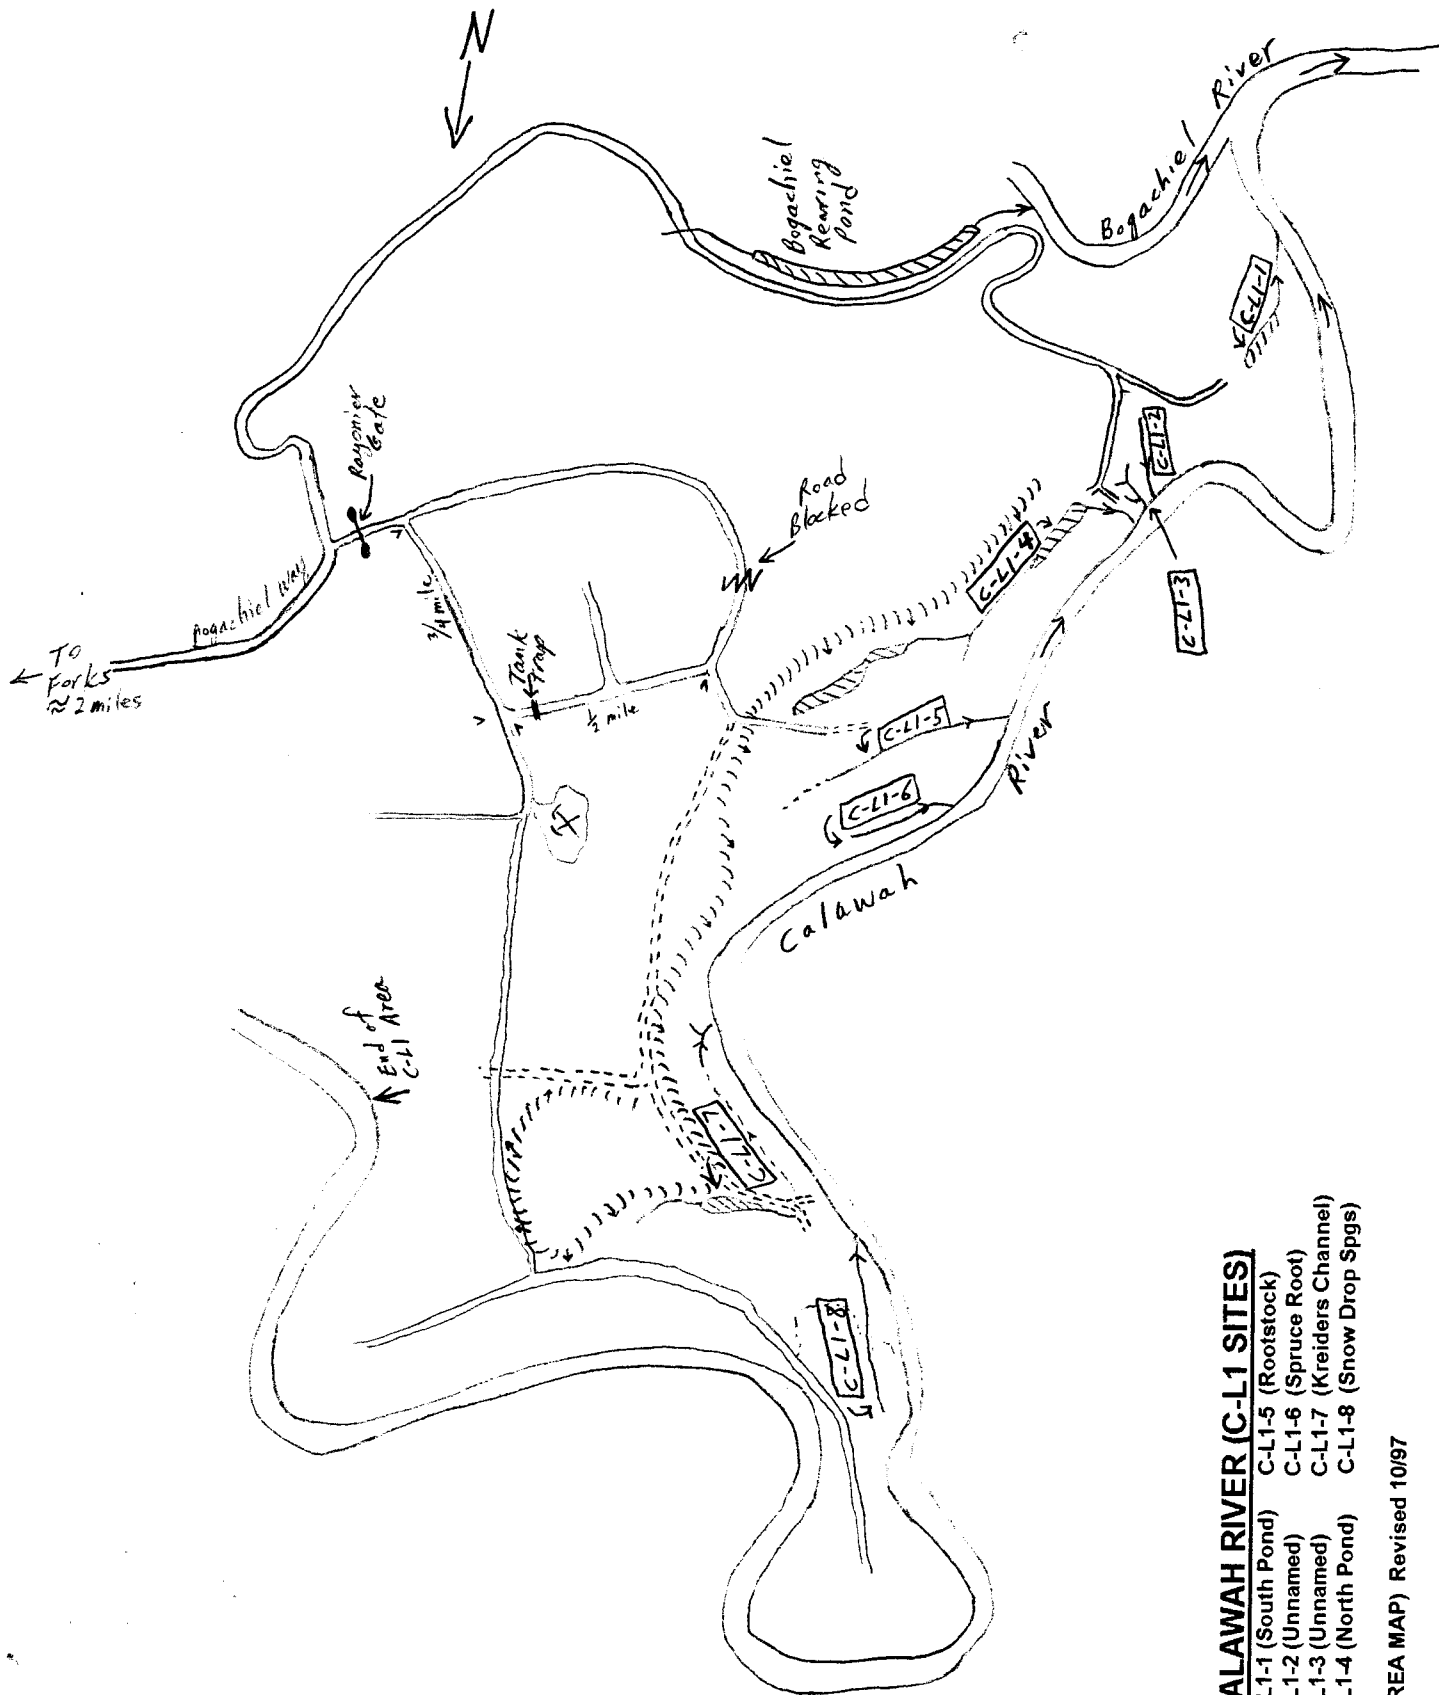 N
Bogachiel River
Bogachiel
Rearing
Pond
C-L1-1
Rayonier
Gate
C-L1-2
Road
Blocked
C-L1-4
Bogachiel Way
3/4 mile
C-L1-3
To
Forks
≈ 2 miles
Tank
Trap
1/2 mile
C-L1-5
C-L1-6
X
Calawah River
End of
C-L1 Area
C-L1-7
C-L1-8
ALAWAH RIVER (C-L1 SITES)
L1-1 (South Pond) C-L1-5 (Rootstock)
L1-2 (Unnamed) C-L1-6 (Spruce Root)
L1-3 (Unnamed) C-L1-7 (Kreiders Channel)
L1-4 (North Pond) C-L1-8 (Snow Drop Spgs)
REA MAP) Revised 10/97